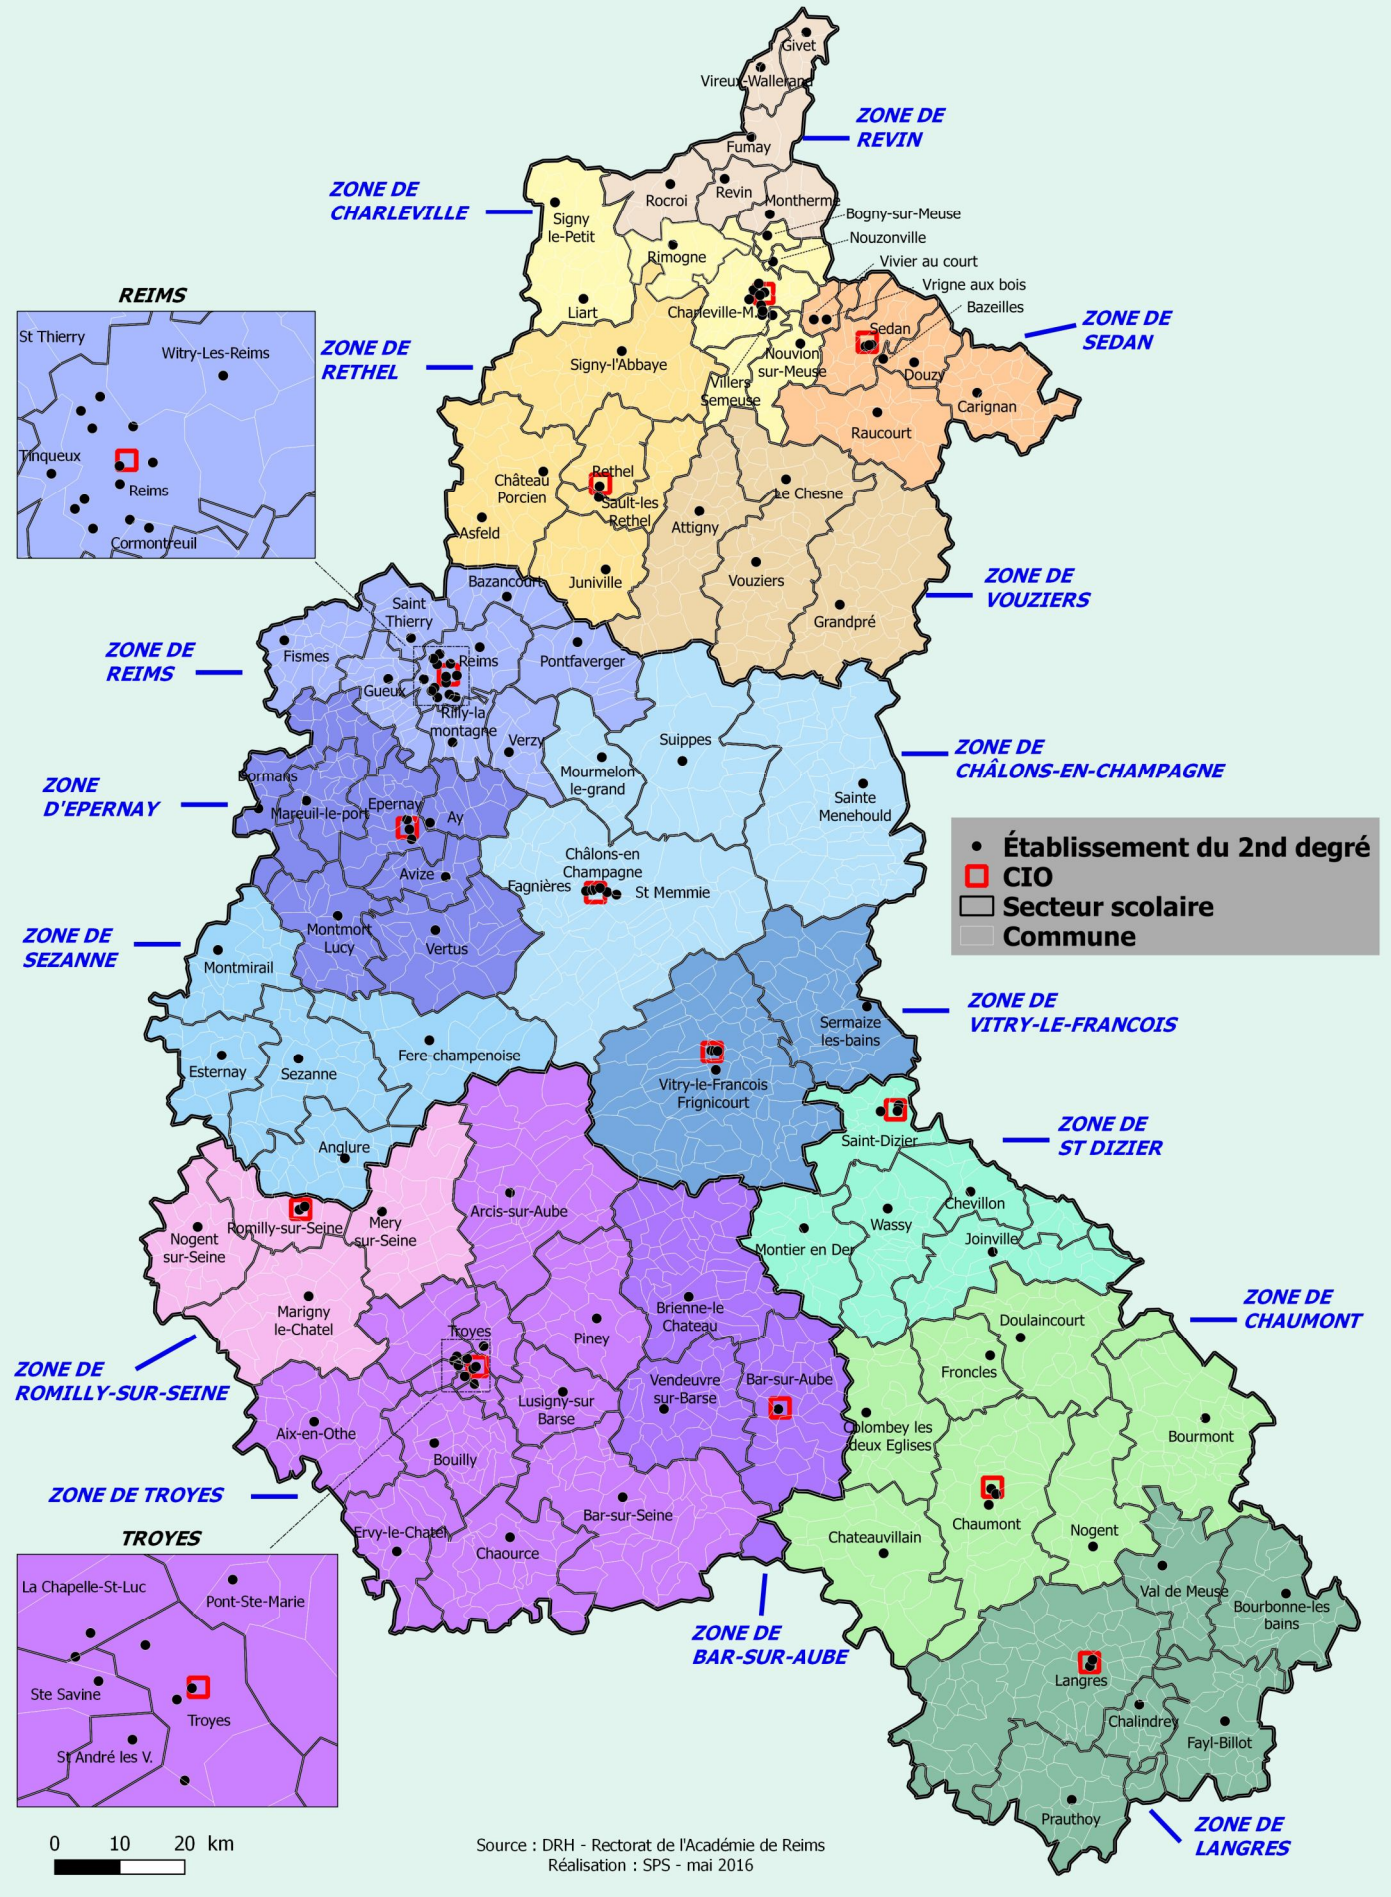 Givet
Vireux-Wallerand
ZONE DE
REVIN
Fumay
ZONE DE
CHARLEVILLE
Revin
Rocroi
Montherme
Signy
le-Petit
Bogny-sur-Meuse
Nouzonville
Rimogne
Vivier au court
Vrigne aux bois
Bazeilles
Liart
Charleville-M.
Sedan
ZONE DE
SEDAN
REIMS
St Thierry
Witry-Les-Reims
Tinqueux
Reims
Cormontreuil
ZONE DE
RETHEL
Signy-l'Abbaye
Nouvion
sur-Meuse
Villers
Semeuse
Douzy
Carignan
Raucourt
Château
Porcien
Rethel
Sault-les
Rethel
Le Chesne
Attigny
Asfeld
Juniville
Vouziers
Grandpré
ZONE DE
VOUZIERS
Bazancourt
Saint
Thierry
ZONE DE
REIMS
Fismes
Reims
Pontfaverger
Gueux
Rilly-la
montagne
Verzy
Suippes
Mourmelon
le-grand
Sainte
Menehould
ZONE DE
CHÂLONS-EN-CHAMPAGNE
ZONE
D'EPERNAY
Dormans
Mareuil-le-port
Epernay
Ay
Avize
Châlons-en
Champagne
Fagnières
St Memmie
Établissement du 2nd degré
CIO
Secteur scolaire
Commune
ZONE DE
SEZANNE
Montmirail
Montmort
Lucy
Vertus
ZONE DE
VITRY-LE-FRANCOIS
Sermaize
les-bains
Esternay
Sezanne
Fere champenoise
Vitry-le-Francois
Frignicourt
Anglure
Saint-Dizier
ZONE DE
ST DIZIER
Nogent
sur-Seine
Romilly-sur-Seine
Mery
sur-Seine
Arcis-sur-Aube
Chevillon
Wassy
Joinville
Montier en Der
Marigny
le-Chatel
Brienne-le
Chateau
Doulaincourt
ZONE DE
CHAUMONT
Troyes
Piney
Froncles
ZONE DE
ROMILLY-SUR-SEINE
Lusigny-sur
Barse
Vendeuvre
sur-Barse
Bar-sur-Aube
Colombey les
deux Eglises
Bourmont
Aix-en-Othe
Bouilly
ZONE DE TROYES
Bar-sur-Seine
Ervy-le-Chatel
Chaource
Chateauvillain
Chaumont
Nogent
TROYES
La Chapelle-St-Luc
Pont-Ste-Marie
Ste Savine
Troyes
St André les V.
ZONE DE
BAR-SUR-AUBE
Val de Meuse
Bourbonne-les
bains
Langres
Chalindrey
Fayl-Billot
Prauthoy
ZONE DE
LANGRES
0 10 20 km
Source : DRH - Rectorat de l'Académie de Reims
Réalisation : SPS - mai 2016